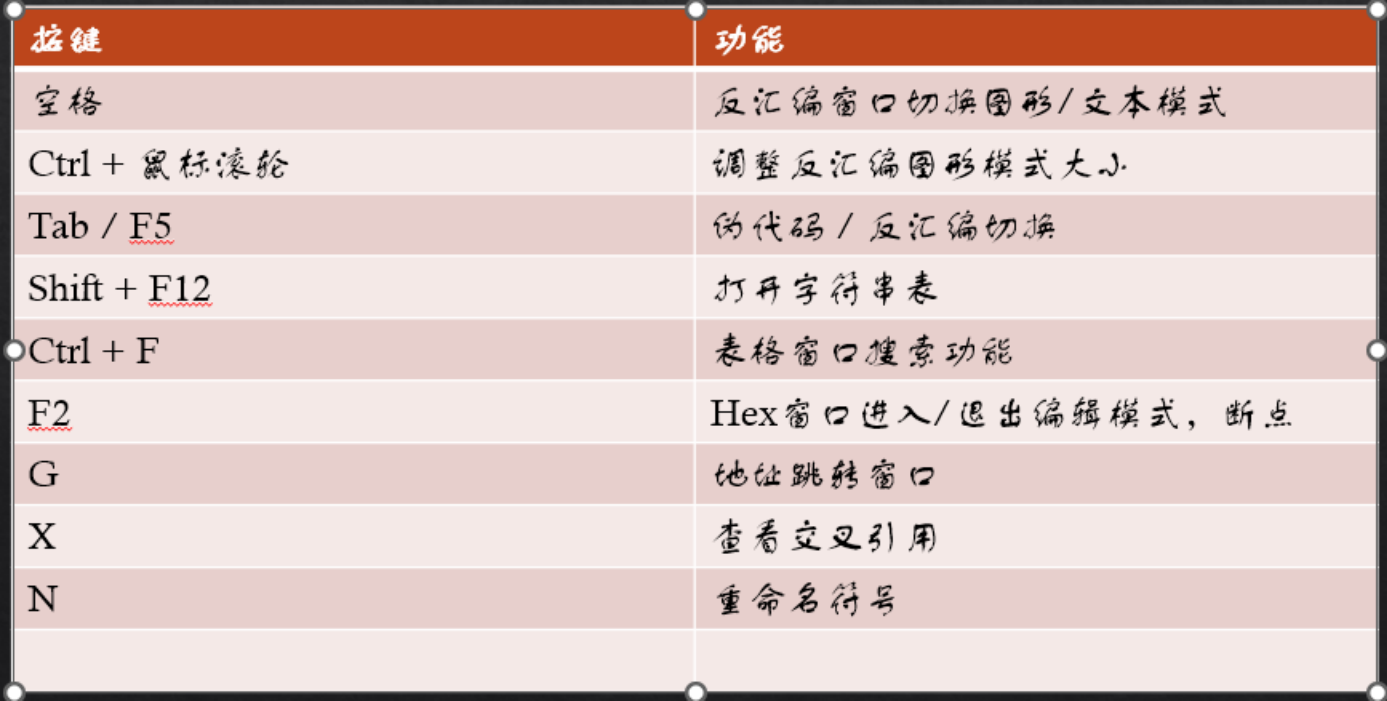 按键 功能
空格 反汇编窗口切换图形/文本模式
Ctrl + 鼠标滚轮 调整反汇编图形模式大小
Tab / F5 伪代码 / 反汇编切换
Shift + F12 打开字符串表
Ctrl + F 表格窗口搜索功能
F2 Hex窗口进入/退出编辑模式，断点
G 地址跳转窗口
X 查看交叉引用
N 重命名符号